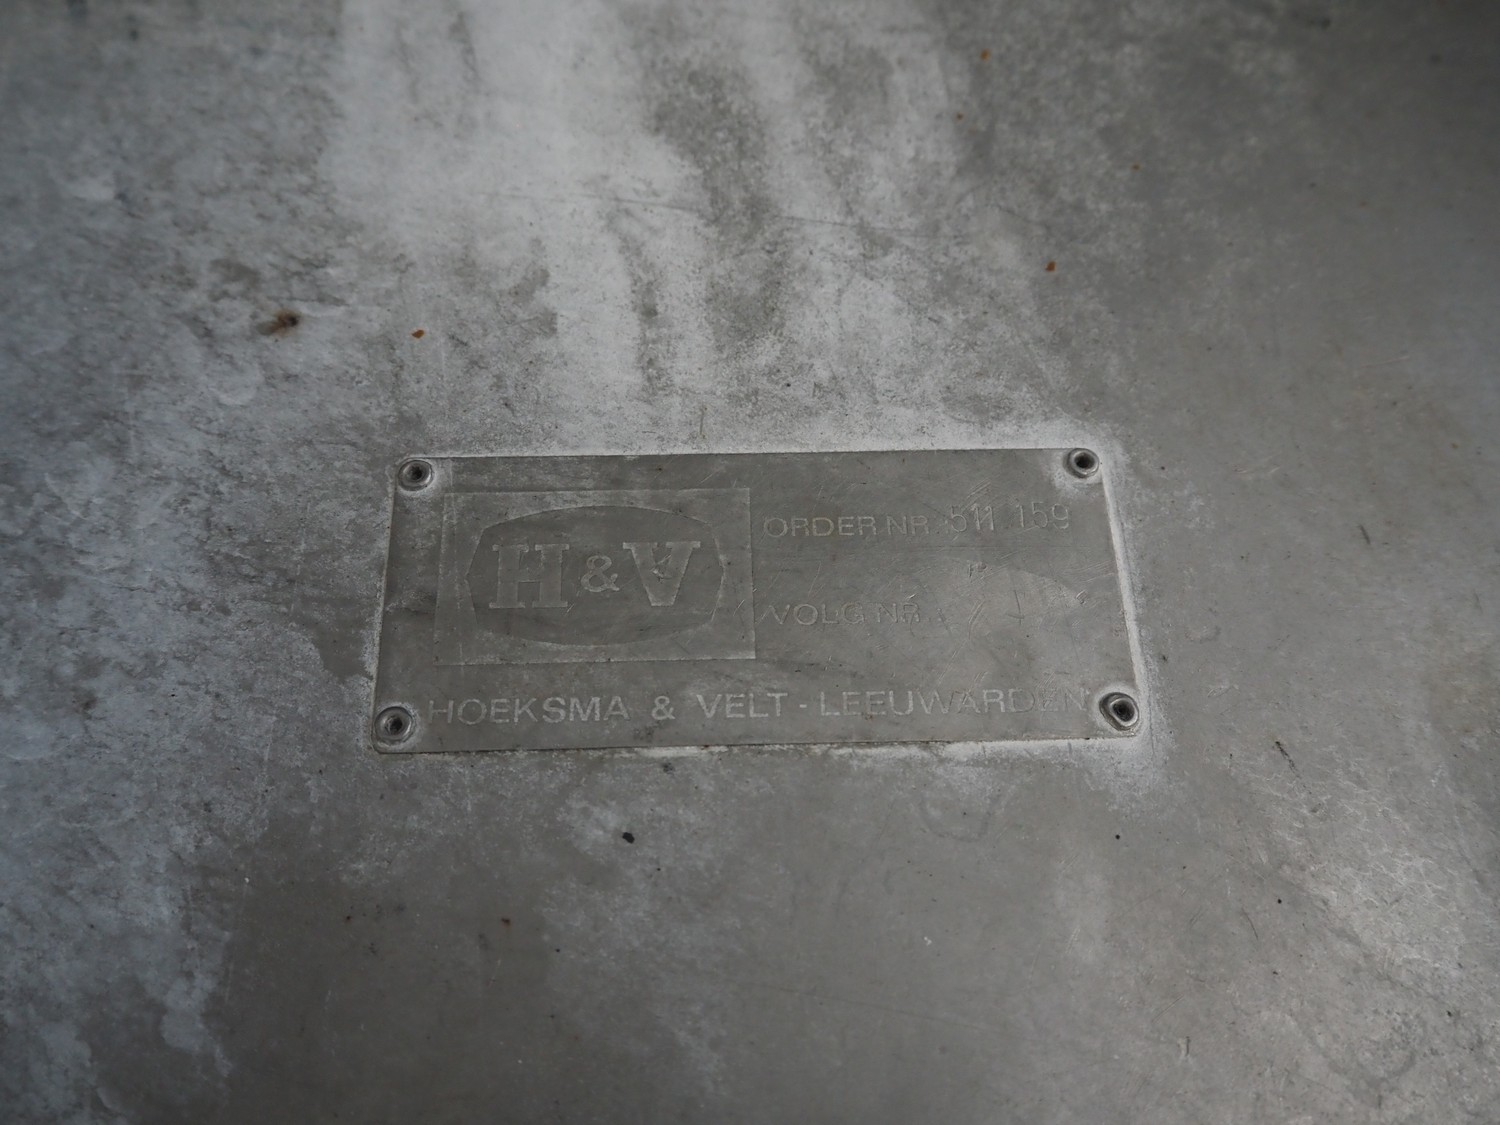 H & V
ORDER NR. 511 159
VOLG NR.
HOEKSMA & VELT - LEEUWARDEN